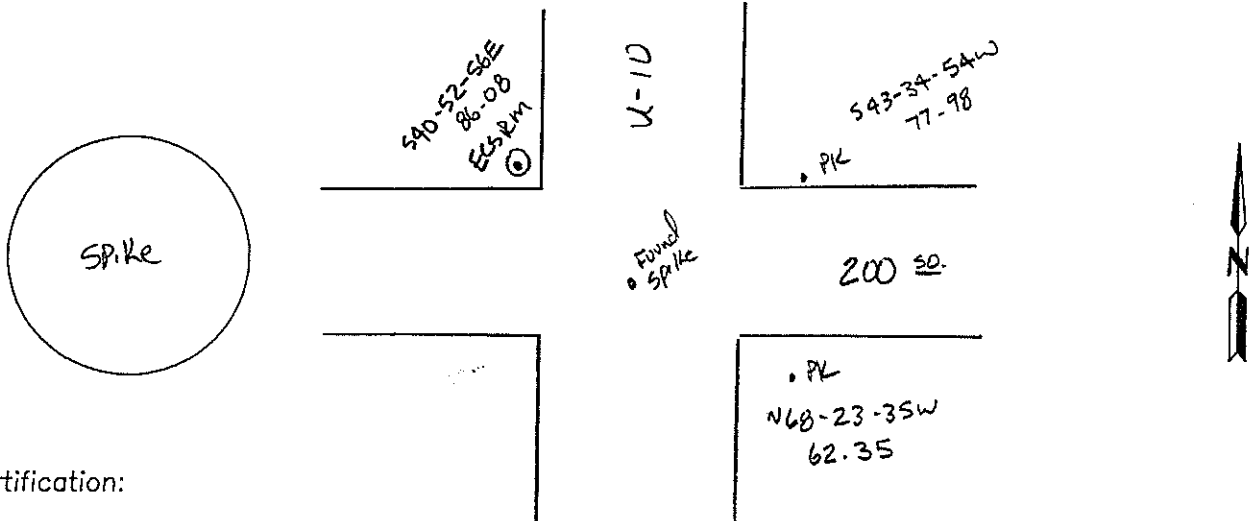 S40-52-56E
86-08
ECSRM
U-10
S43-34-54W
77-98
PK
Spike
Found
Spike
200 so.
N
PK
N68-23-35W
62.35
tification: